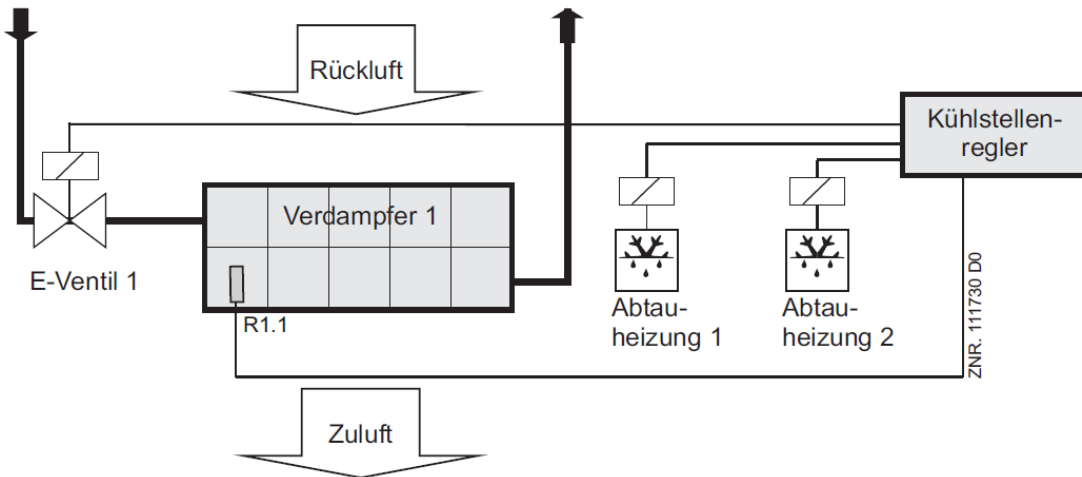 Rückluft
Kühlstellen-
regler
Verdampfer 1
E-Ventil 1
R1.1
Abtau-
heizung 1
Abtau-
heizung 2
ZNR. 111730 D0
Zuluft